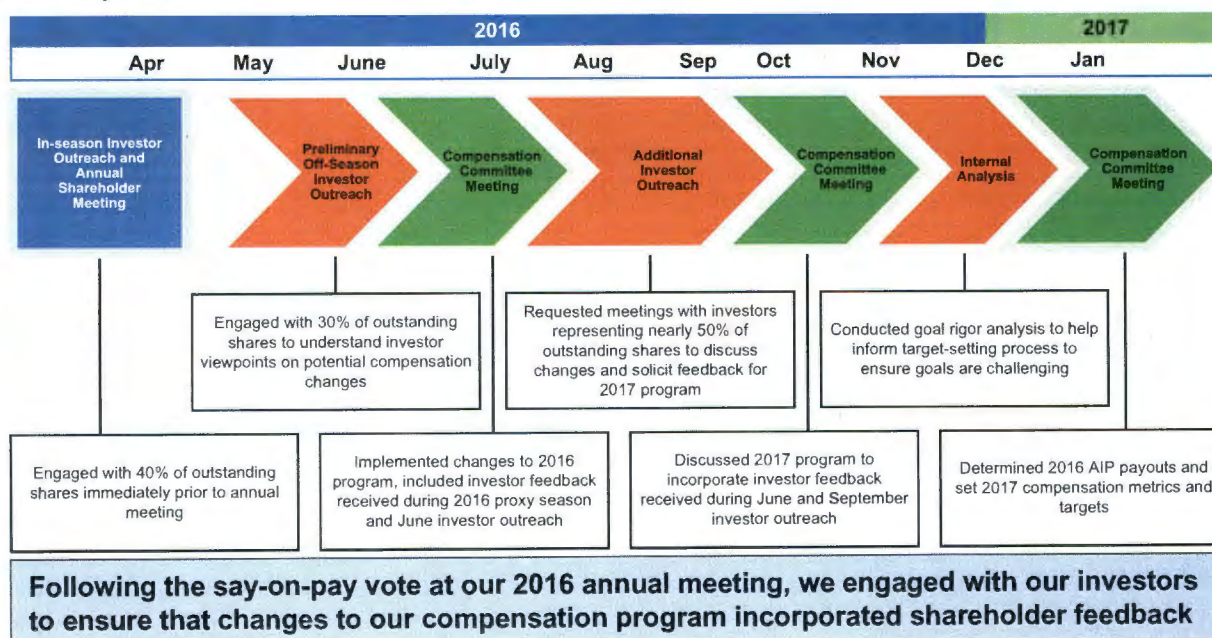 2016
2017
Apr May June July Aug Sep Oct Nov Dec Jan
In-season Investor
Outreach and
Annual
Shareholder
Meeting
Preliminary
Off-Season
Investor
Outreach
Compensation
Committee
Meeting
Additional
Investor
Outreach
Compensation
Committee
Meeting
Internal
Analysis
Compensation
Committee
Meeting
Engaged with 30% of outstanding
shares to understand investor
viewpoints on potential compensation
changes
Requested meetings with investors
representing nearly 50% of
outstanding shares to discuss
changes and solicit feedback for
2017 program
Conducted goal rigor analysis to help
inform target-setting process to
ensure goals are challenging
Engaged with 40% of outstanding
shares immediately prior to annual
meeting
Implemented changes to 2016
program, included investor feedback
received during 2016 proxy season
and June investor outreach
Discussed 2017 program to
incorporate investor feedback
received during June and September
investor outreach
Determined 2016 AIP payouts and
set 2017 compensation metrics and
targets
Following the say-on-pay vote at our 2016 annual meeting, we engaged with our investors
to ensure that changes to our compensation program incorporated shareholder feedback